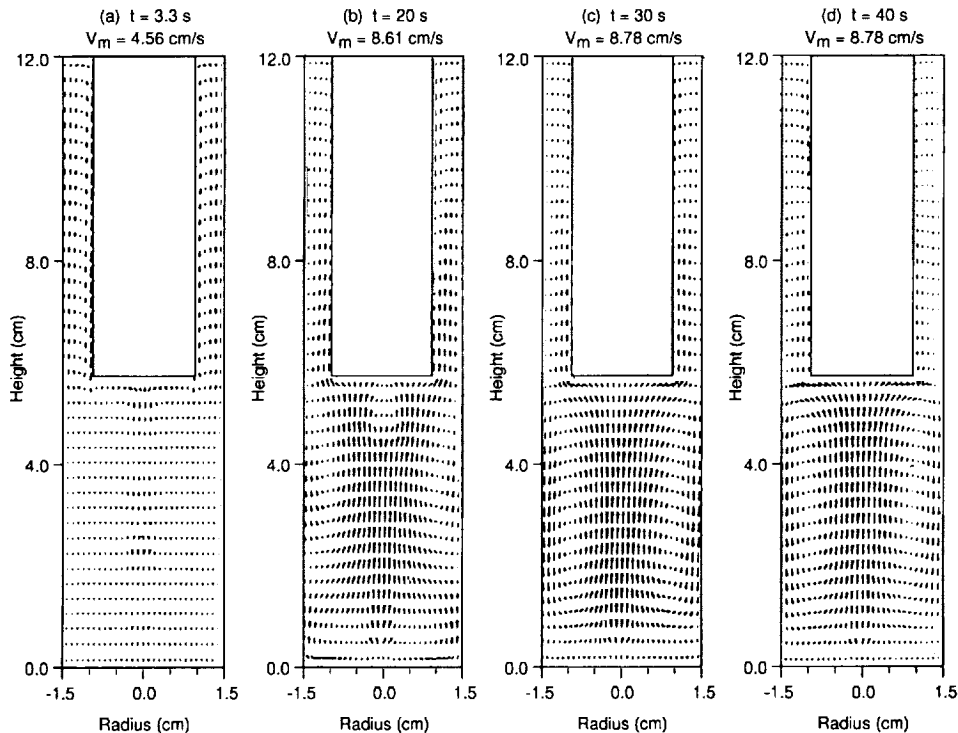 (a) t = 3.3 s
V_m = 4.56 cm/s
(b) t = 20 s
V_m = 8.61 cm/s
(c) t = 30 s
V_m = 8.78 cm/s
(d) t = 40 s
V_m = 8.78 cm/s
12.0
8.0
4.0
0.0
Height (cm)
-1.5 0.0 1.5
Radius (cm)
12.0
8.0
4.0
0.0
Height (cm)
-1.5 0.0 1.5
Radius (cm)
12.0
8.0
4.0
0.0
Height (cm)
-1.5 0.0 1.5
Radius (cm)
12.0
8.0
4.0
0.0
Height (cm)
-1.5 0.0 1.5
Radius (cm)